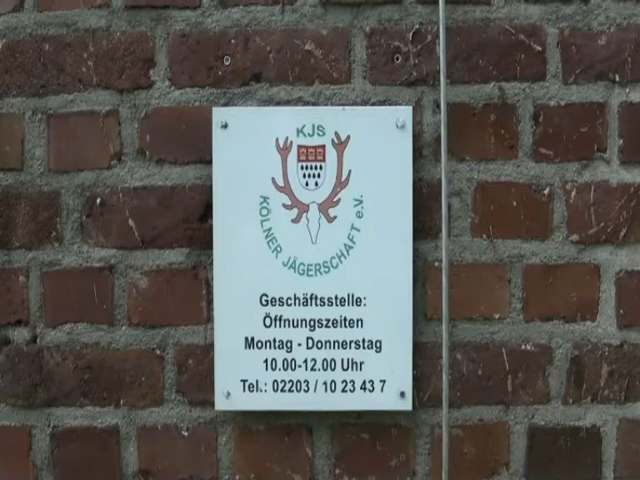 KJS
KÖLNER JÄGERSCHAFT e.V.
Geschäftsstelle:
Öffnungszeiten
Montag - Donnerstag
10.00-12.00 Uhr
Tel.: 02203 / 10 23 43 7